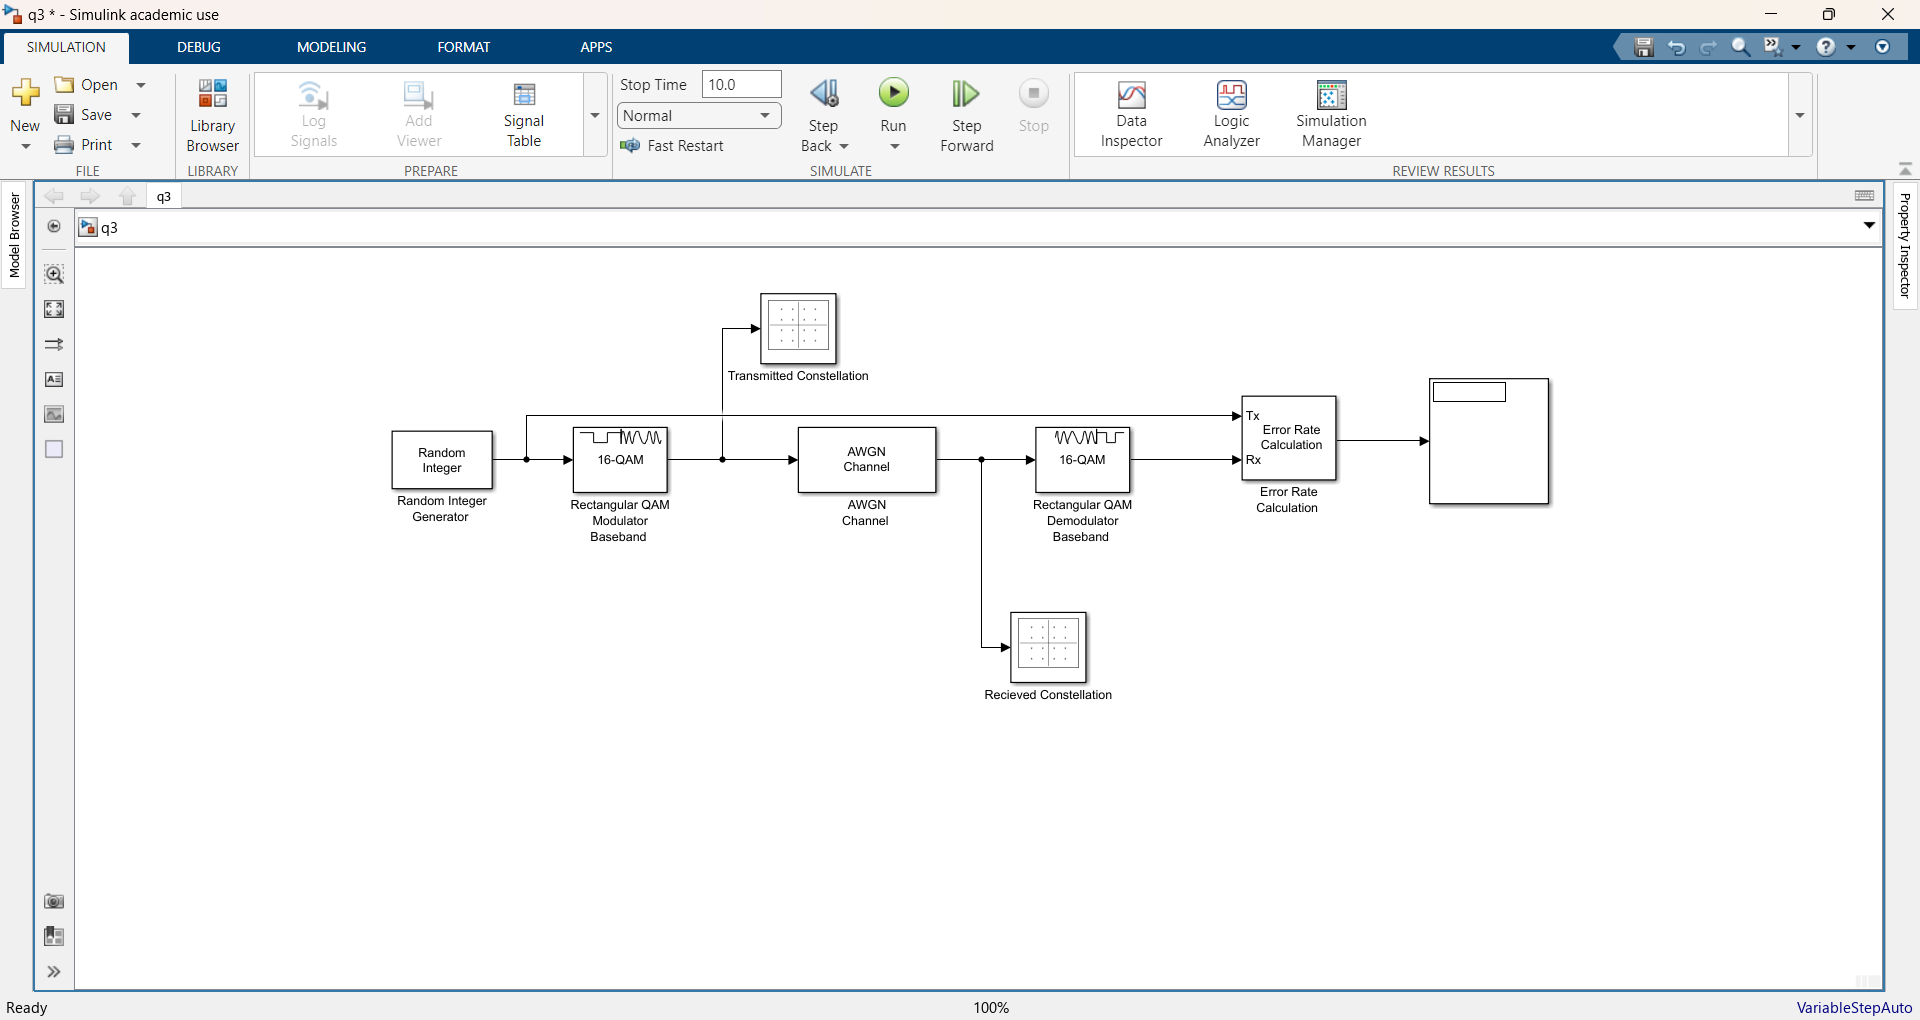 q3 * - Simulink academic use
SIMULATION
DEBUG
MODELING
FORMAT
APPS
New
Open
Save
Print
FILE
Library
Browser
LIBRARY
Log
Signals
Add
Viewer
Signal
Table
PREPARE
Stop Time
10.0
Normal
Fast Restart
Step
Back
Run
Step
Forward
Stop
SIMULATE
Data
Inspector
Logic
Analyzer
Simulation
Manager
REVIEW RESULTS
Model Browser
q3
q3
Property Inspector
Transmitted Constellation
Random
Integer
Random Integer
Generator
16-QAM
Rectangular QAM
Modulator
Baseband
AWGN
Channel
AWGN
Channel
16-QAM
Rectangular QAM
Demodulator
Baseband
Tx
Error Rate
Calculation
Rx
Error Rate
Calculation
Recieved Constellation
Ready
100%
VariableStepAuto